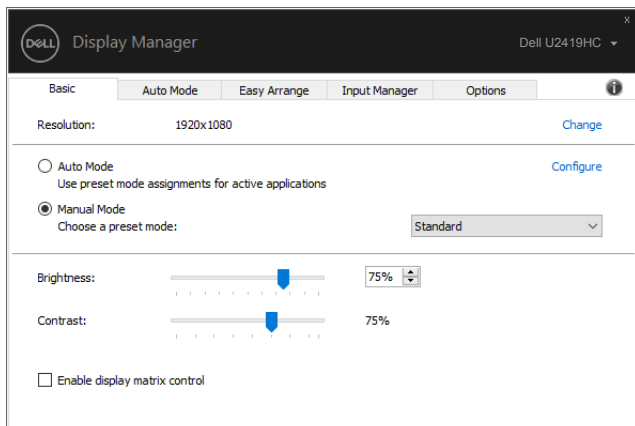 x
DELL Display Manager Dell U2419HC
Basic Auto Mode Easy Arrange Input Manager Options i
Resolution: 1920x1080 Change
Auto Mode Configure
Use preset mode assignments for active applications
Manual Mode
Choose a preset mode: Standard
Brightness: 75%
Contrast: 75%
Enable display matrix control